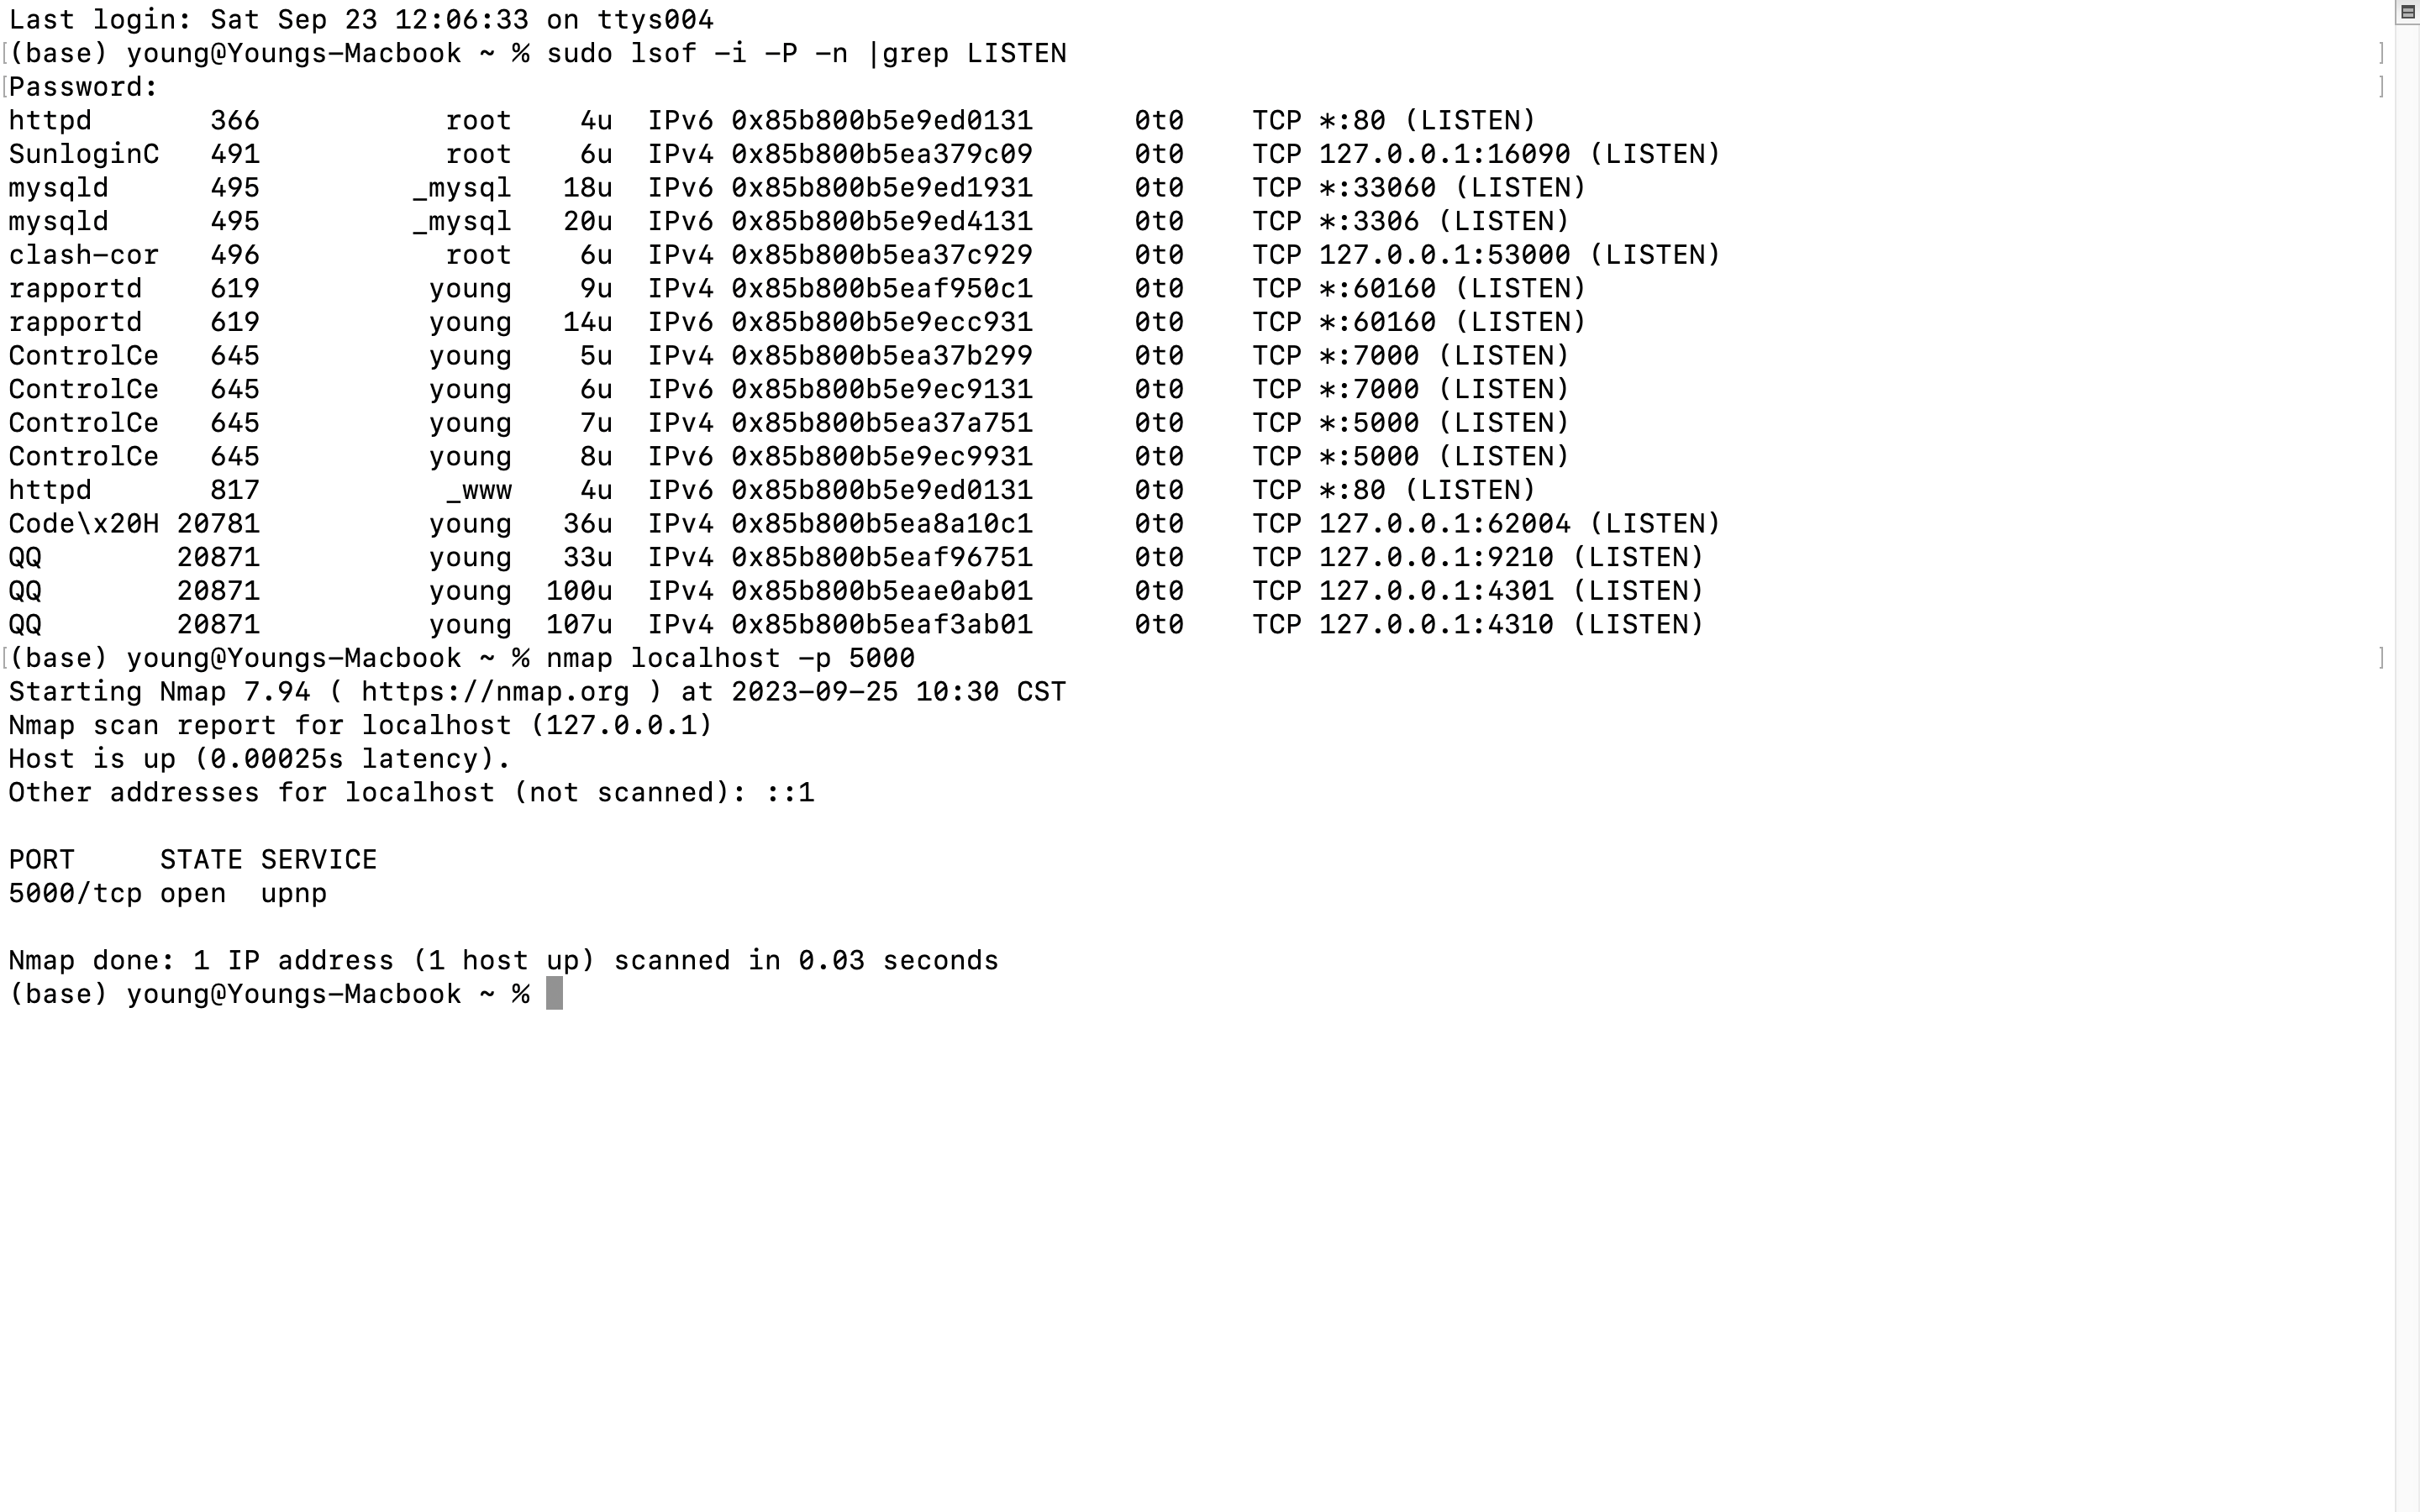 Last login: Sat Sep 23 12:06:33 on ttys004
[(base) young@Youngs-Macbook ~ % sudo lsof -i -P -n |grep LISTEN ]
[Password: ]
httpd 366 root 4u IPv6 0x85b800b5e9ed0131 0t0 TCP *:80 (LISTEN)
SunloginC 491 root 6u IPv4 0x85b800b5ea379c09 0t0 TCP 127.0.0.1:16090 (LISTEN)
mysqld 495 _mysql 18u IPv6 0x85b800b5e9ed1931 0t0 TCP *:33060 (LISTEN)
mysqld 495 _mysql 20u IPv6 0x85b800b5e9ed4131 0t0 TCP *:3306 (LISTEN)
clash-cor 496 root 6u IPv4 0x85b800b5ea37c929 0t0 TCP 127.0.0.1:53000 (LISTEN)
rapportd 619 young 9u IPv4 0x85b800b5eaf950c1 0t0 TCP *:60160 (LISTEN)
rapportd 619 young 14u IPv6 0x85b800b5e9ecc931 0t0 TCP *:60160 (LISTEN)
ControlCe 645 young 5u IPv4 0x85b800b5ea37b299 0t0 TCP *:7000 (LISTEN)
ControlCe 645 young 6u IPv6 0x85b800b5e9ec9131 0t0 TCP *:7000 (LISTEN)
ControlCe 645 young 7u IPv4 0x85b800b5ea37a751 0t0 TCP *:5000 (LISTEN)
ControlCe 645 young 8u IPv6 0x85b800b5e9ec9931 0t0 TCP *:5000 (LISTEN)
httpd 817 _www 4u IPv6 0x85b800b5e9ed0131 0t0 TCP *:80 (LISTEN)
Code\x20H 20781 young 36u IPv4 0x85b800b5ea8a10c1 0t0 TCP 127.0.0.1:62004 (LISTEN)
QQ 20871 young 33u IPv4 0x85b800b5eaf96751 0t0 TCP 127.0.0.1:9210 (LISTEN)
QQ 20871 young 100u IPv4 0x85b800b5eae0ab01 0t0 TCP 127.0.0.1:4301 (LISTEN)
QQ 20871 young 107u IPv4 0x85b800b5eaf3ab01 0t0 TCP 127.0.0.1:4310 (LISTEN)
[(base) young@Youngs-Macbook ~ % nmap localhost -p 5000 ]
Starting Nmap 7.94 ( https://nmap.org ) at 2023-09-25 10:30 CST
Nmap scan report for localhost (127.0.0.1)
Host is up (0.00025s latency).
Other addresses for localhost (not scanned): ::1
PORT STATE SERVICE
5000/tcp open upnp
Nmap done: 1 IP address (1 host up) scanned in 0.03 seconds
(base) young@Youngs-Macbook ~ %